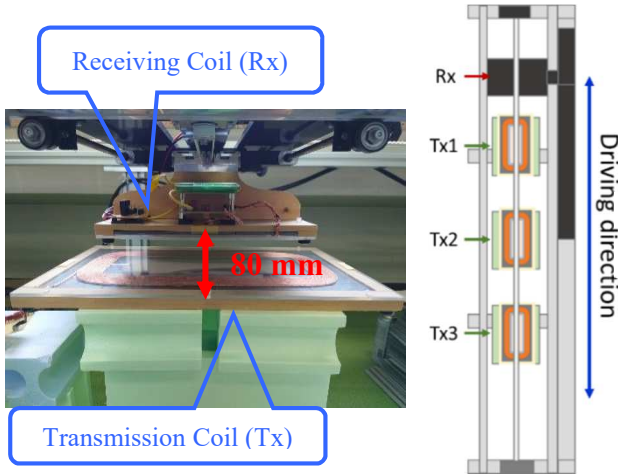 Receiving Coil (Rx)
80 mm
Transmission Coil (Tx)
Rx
Tx1
Tx2
Tx3
Driving direction